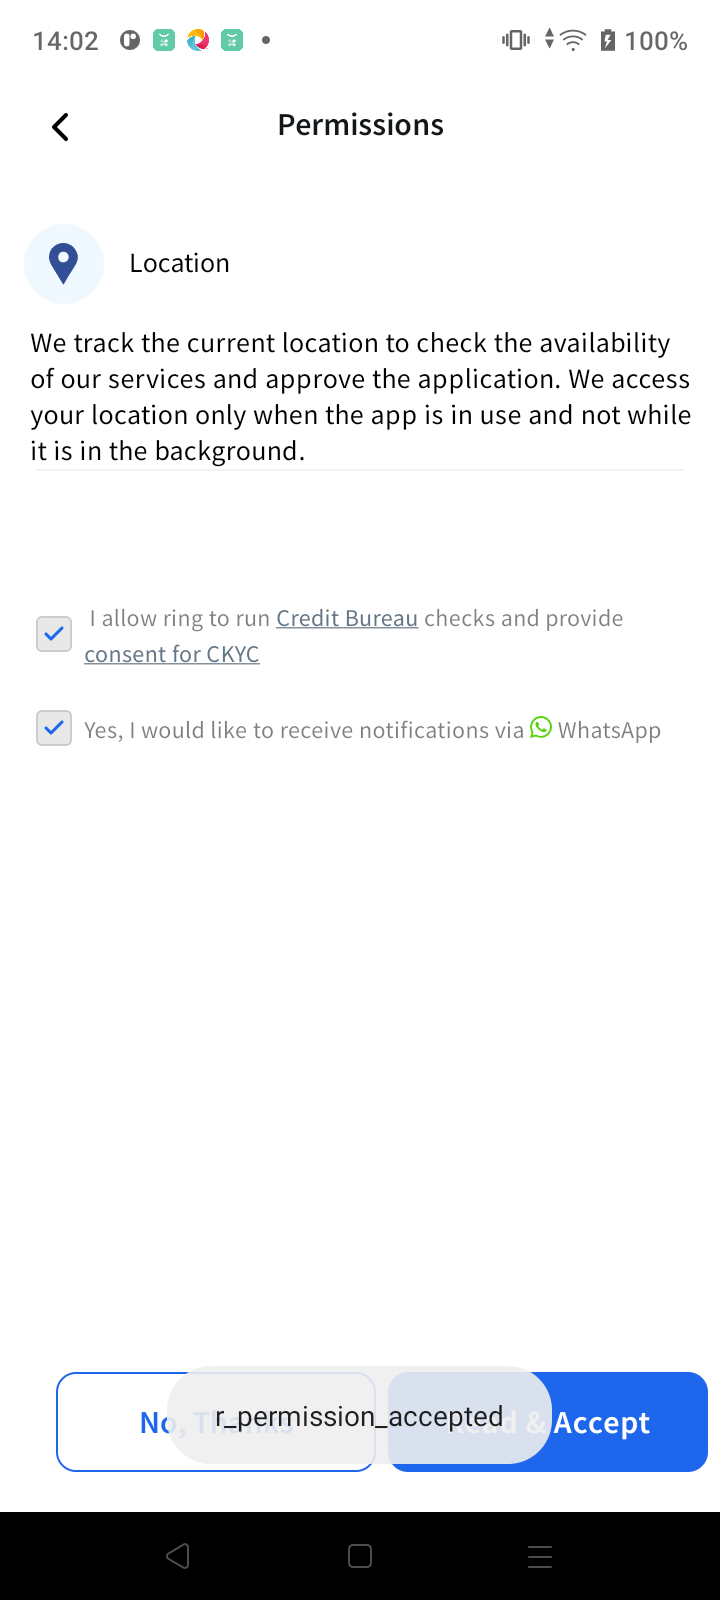 14:02
100%
Permissions
Location
We track the current location to check the availability
of our services and approve the application. We access
your location only when the app is in use and not while
it is in the background.
I allow ring to run Credit Bureau checks and provide
consent for CKYC
Yes, I would like to receive notifications via WhatsApp
No, Thanks
Read & Accept
r_permission_accepted